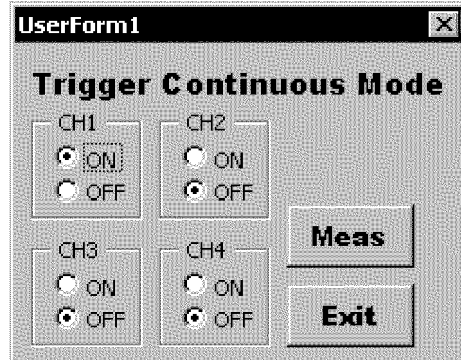 UserForm1
Trigger Continuous Mode
CH1
ON
OFF
CH2
ON
OFF
CH3
ON
OFF
CH4
ON
OFF
Meas
Exit